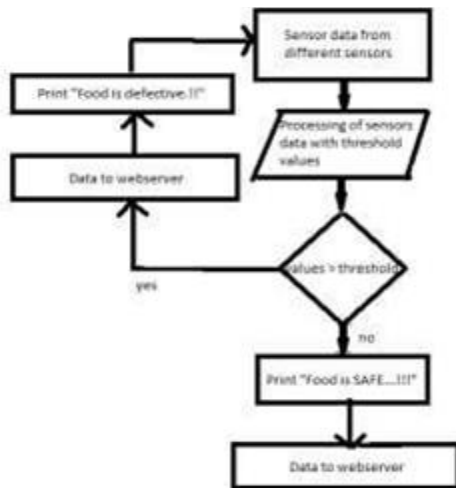 Sensor data from
different sensors
Print "Food is defective.!!"
Processing of sensors
data with threshold
values
Data to webserver
values > threshold
yes
no
Print "Food is SAFE....!!!"
Data to webserver